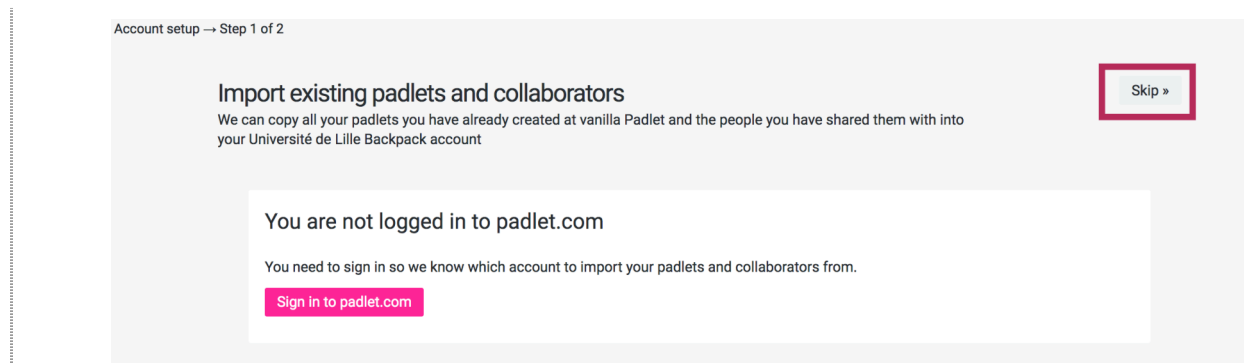 Account setup → Step 1 of 2
Skip »
Import existing padlets and collaborators
We can copy all your padlets you have already created at vanilla Padlet and the people you have shared them with into
your Université de Lille Backpack account
You are not logged in to padlet.com
You need to sign in so we know which account to import your padlets and collaborators from.
Sign in to padlet.com